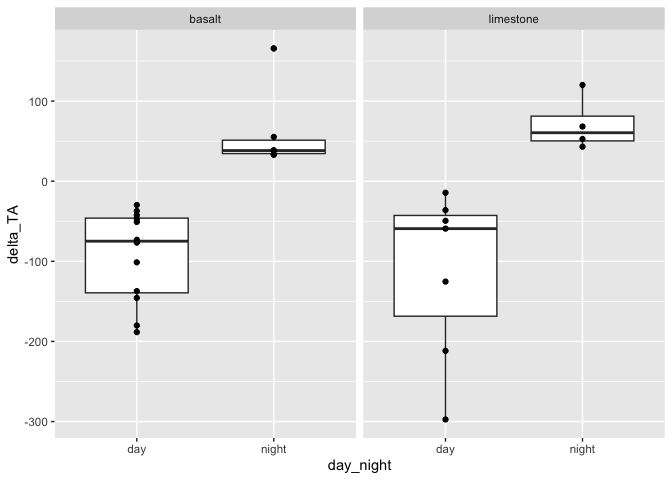 basalt limestone
100
0
-100
-200
-300
delta_TA
day night day night
day_night